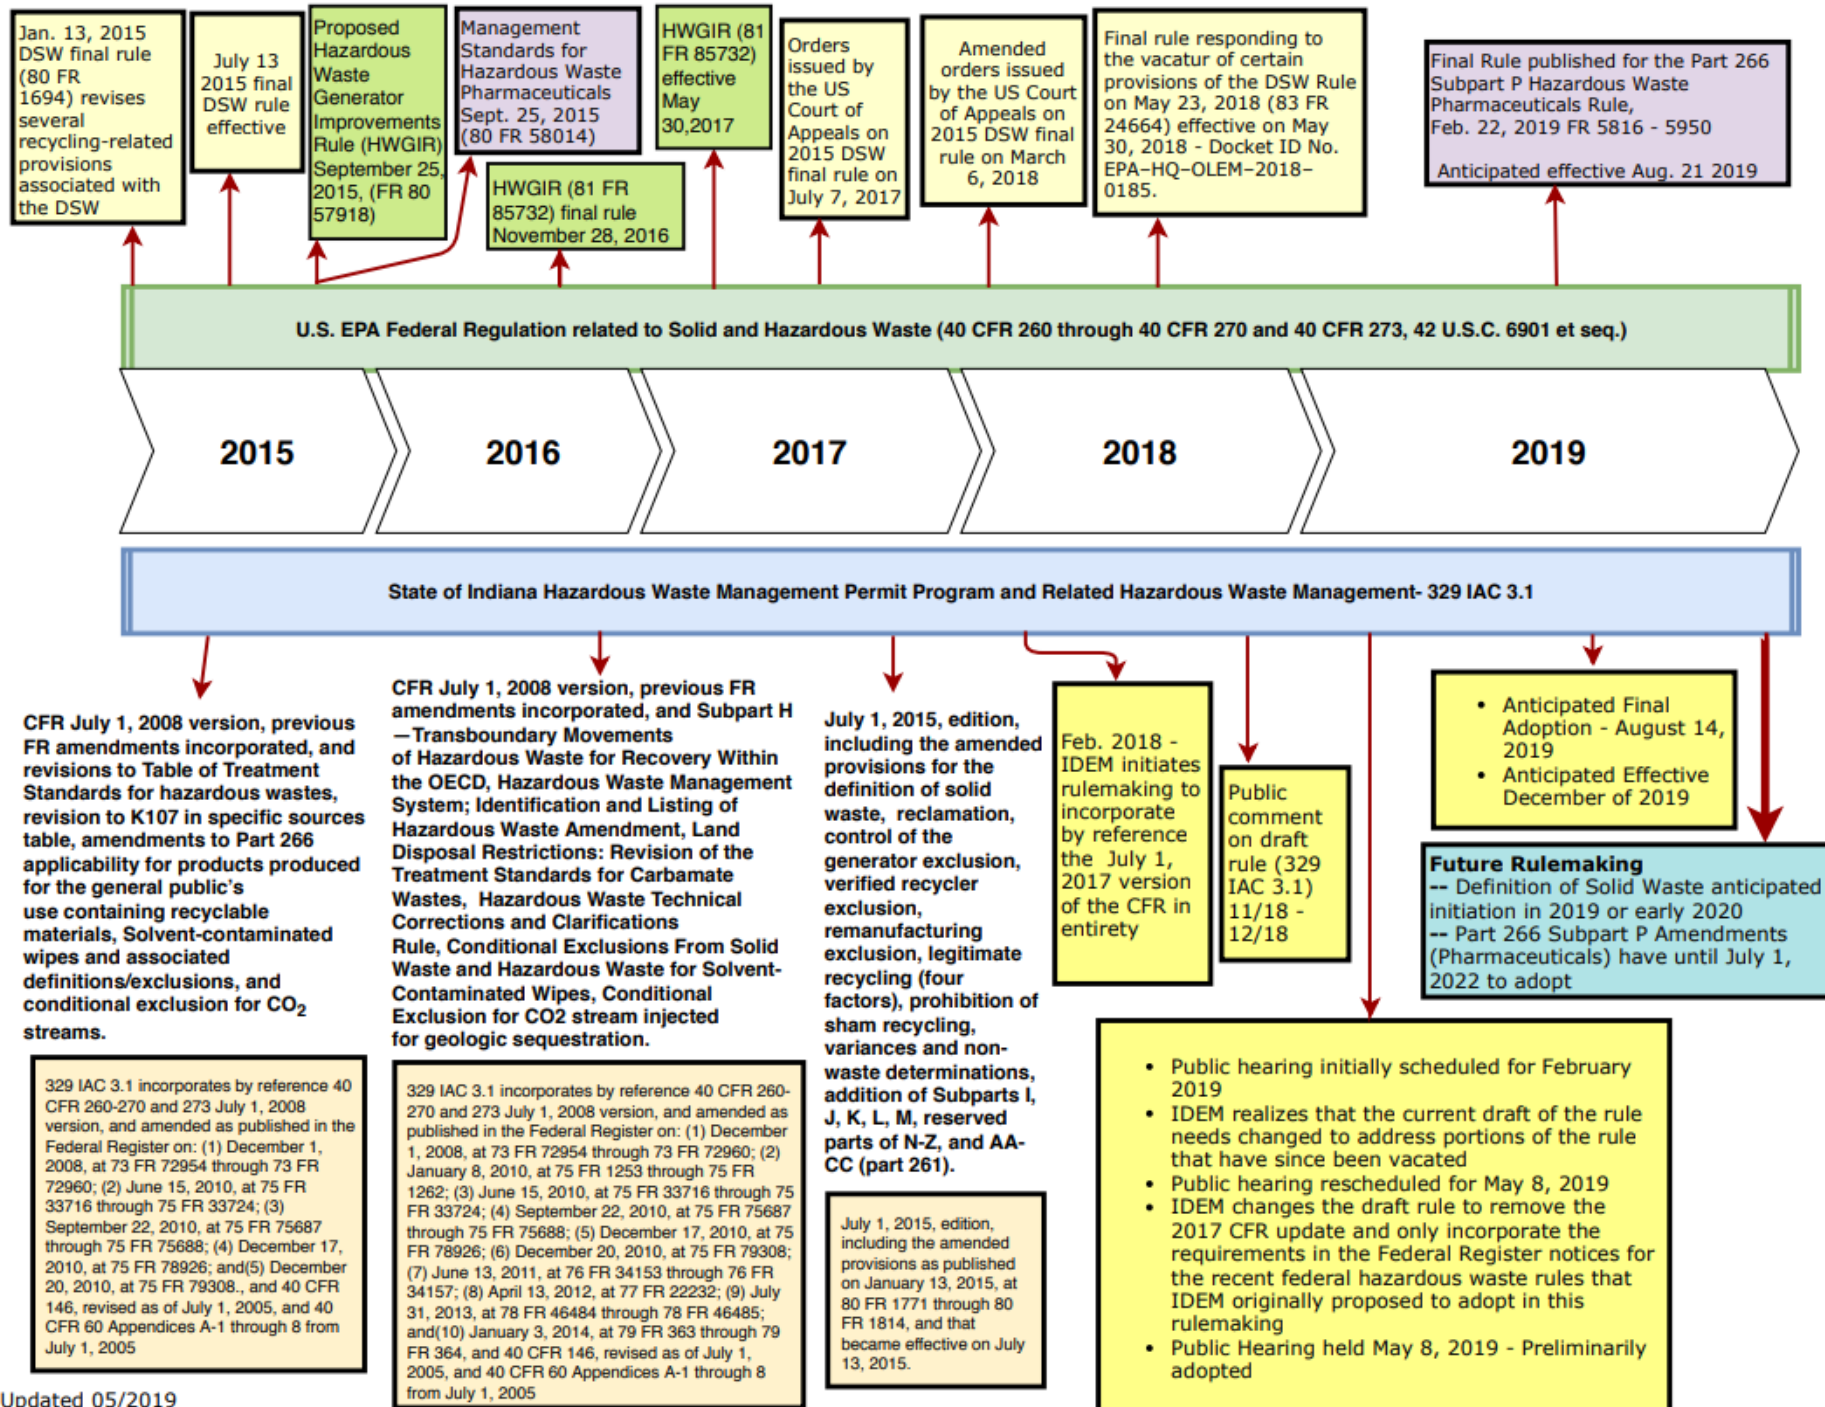 Jan. 13, 2015
DSW final rule
(80 FR
1694) revises
several
recycling-related
provisions
associated with
the DSW
July 13
2015 final
DSW rule
effective
Proposed
Hazardous
Waste
Generator
Improvements
Rule (HWGIR)
September 25,
2015, (FR 80
57918)
Management
Standards for
Hazardous Waste
Pharmaceuticals
Sept. 25, 2015
(80 FR 58014)
HWGIR (81 FR
85732) final rule
November 28, 2016
HWGIR (81
FR 85732)
effective
May
30,2017
Orders
issued by
the US
Court of
Appeals on
2015 DSW
final rule on
July 7, 2017
Amended
orders issued
by the US Court
of Appeals on
2015 DSW final
rule on March
6, 2018
Final rule responding to
the vacatur of certain
provisions of the DSW Rule
on May 23, 2018 (83 FR
24664) effective on May
30, 2018 - Docket ID No.
EPA–HQ–OLEM–2018–
0185.
Final Rule published for the Part 266
Subpart P Hazardous Waste
Pharmaceuticals Rule,
Feb. 22, 2019 FR 5816 - 5950
Anticipated effective Aug. 21 2019
U.S. EPA Federal Regulation related to Solid and Hazardous Waste (40 CFR 260 through 40 CFR 270 and 40 CFR 273, 42 U.S.C. 6901 et seq.)
2015
2016
2017
2018
2019
State of Indiana Hazardous Waste Management Permit Program and Related Hazardous Waste Management- 329 IAC 3.1
CFR July 1, 2008 version, previous
FR amendments incorporated, and
revisions to Table of Treatment
Standards for hazardous wastes,
revision to K107 in specific sources
table, amendments to Part 266
applicability for products produced
for the general public's
use containing recyclable
materials, Solvent-contaminated
wipes and associated
definitions/exclusions, and
conditional exclusion for CO2
streams.
329 IAC 3.1 incorporates by reference 40
CFR 260-270 and 273 July 1, 2008
version, and amended as published in the
Federal Register on: (1) December 1,
2008, at 73 FR 72954 through 73 FR
72960; (2) June 15, 2010, at 75 FR
33716 through 75 FR 33724; (3)
September 22, 2010, at 75 FR 75687
through 75 FR 75688; (4) December 17,
2010, at 75 FR 78926; and(5) December
20, 2010, at 75 FR 79308., and 40 CFR
146, revised as of July 1, 2005, and 40
CFR 60 Appendices A-1 through 8 from
July 1, 2005
CFR July 1, 2008 version, previous FR
amendments incorporated, and Subpart H
—Transboundary Movements
of Hazardous Waste for Recovery Within
the OECD, Hazardous Waste Management
System; Identification and Listing of
Hazardous Waste Amendment, Land
Disposal Restrictions: Revision of the
Treatment Standards for Carbamate
Wastes, Hazardous Waste Technical
Corrections and Clarifications
Rule, Conditional Exclusions From Solid
Waste and Hazardous Waste for Solvent-
Contaminated Wipes, Conditional
Exclusion for CO2 stream injected
for geologic sequestration.
329 IAC 3.1 incorporates by reference 40 CFR 260-
270 and 273 July 1, 2008 version, and amended as
published in the Federal Register on: (1) December
1, 2008, at 73 FR 72954 through 73 FR 72960; (2)
January 8, 2010, at 75 FR 1253 through 75 FR
1262; (3) June 15, 2010, at 75 FR 33716 through 75
FR 33724; (4) September 22, 2010, at 75 FR 75687
through 75 FR 75688; (5) December 17, 2010, at 75
FR 78926; (6) December 20, 2010, at 75 FR 79308;
(7) June 13, 2011, at 76 FR 34153 through 76 FR
34157; (8) April 13, 2012, at 77 FR 22232; (9) July
31, 2013, at 78 FR 46484 through 78 FR 46485;
and(10) January 3, 2014, at 79 FR 363 through 79
FR 364, and 40 CFR 146, revised as of July 1,
2005, and 40 CFR 60 Appendices A-1 through 8
from July 1, 2005
July 1, 2015, edition,
including the amended
provisions for the
definition of solid
waste, reclamation,
control of the
generator exclusion,
verified recycler
exclusion,
remanufacturing
exclusion, legitimate
recycling (four
factors), prohibition of
sham recycling,
variances and non-
waste determinations,
addition of Subparts I,
J, K, L, M, reserved
parts of N-Z, and AA-
CC (part 261).
July 1, 2015, edition,
including the amended
provisions as published
on January 13, 2015, at
80 FR 1771 through 80
FR 1814, and that
became effective on July
13, 2015.
Feb. 2018 -
IDEM initiates
rulemaking to
incorporate
by reference
the July 1,
2017 version
of the CFR in
entirety
Public
comment
on draft
rule (329
IAC 3.1)
11/18 -
12/18
• Anticipated Final
Adoption - August 14,
2019
• Anticipated Effective
December of 2019
Future Rulemaking
-- Definition of Solid Waste anticipated
initiation in 2019 or early 2020
-- Part 266 Subpart P Amendments
(Pharmaceuticals) have until July 1,
2022 to adopt
• Public hearing initially scheduled for February
2019
• IDEM realizes that the current draft of the rule
needs changed to address portions of the rule
that have since been vacated
• Public hearing rescheduled for May 8, 2019
• IDEM changes the draft rule to remove the
2017 CFR update and only incorporate the
requirements in the Federal Register notices for
the recent federal hazardous waste rules that
IDEM originally proposed to adopt in this
rulemaking
• Public Hearing held May 8, 2019 - Preliminarily
adopted
Updated 05/2019